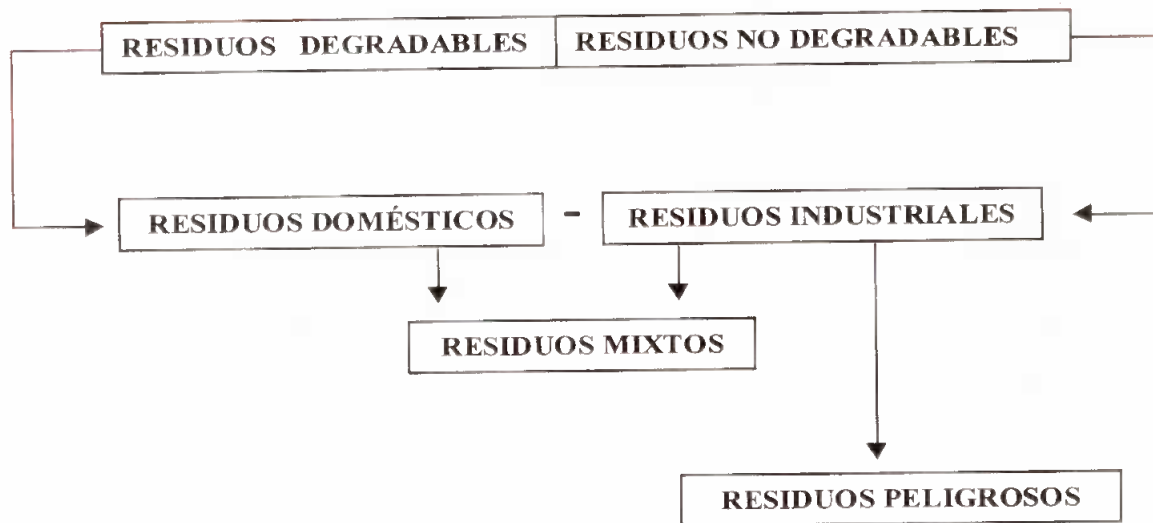 RESIDUOS DEGRADABLES RESIDUOS NO DEGRADABLES
RESIDUOS DOMÉSTICOS - RESIDUOS INDUSTRIALES
RESIDUOS MIXTOS
RESIDUOS PELIGROSOS